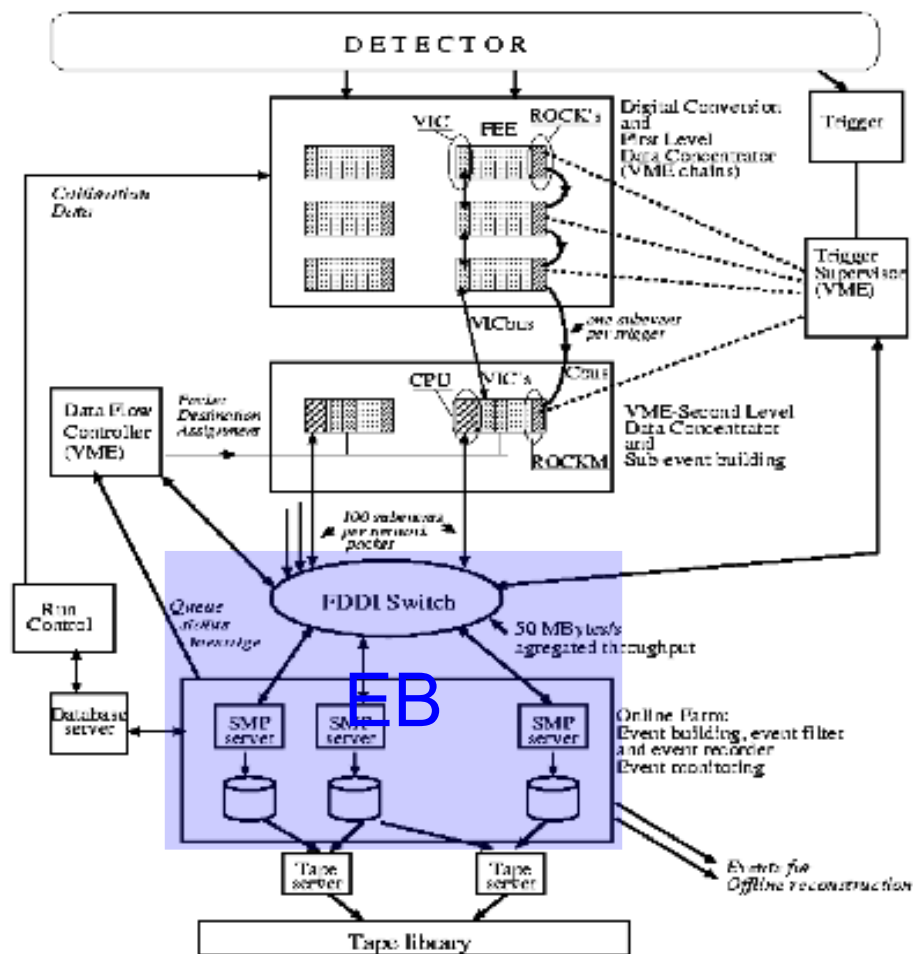 DETECTOR
VIC
FEE
ROCK's
Digital Conversion
and
First Level
Data Concentrator
(VME chains)
Trigger
Data
Trigger
Supervisor
(VME)
VICbus
one subevent
per trigger
Cbus
CPU
VIC's
ROCKM
Data Flow
Controller
(VME)
Packet
Destination
Assignment
VME-Second Level
Data Concentrator
and
Sub event building
100 subevents
per network
packet
FDDI Switch
Queue
status
50 MBytes/s
agregated throughput
Run
Control
Database
server
EB
SMP
server
SMP
server
SMP
server
Online Farm:
Event building, event filter
and event recorder
Event monitoring
Tape
server
Tape
server
Events for
Offline reconstruction
Tape library